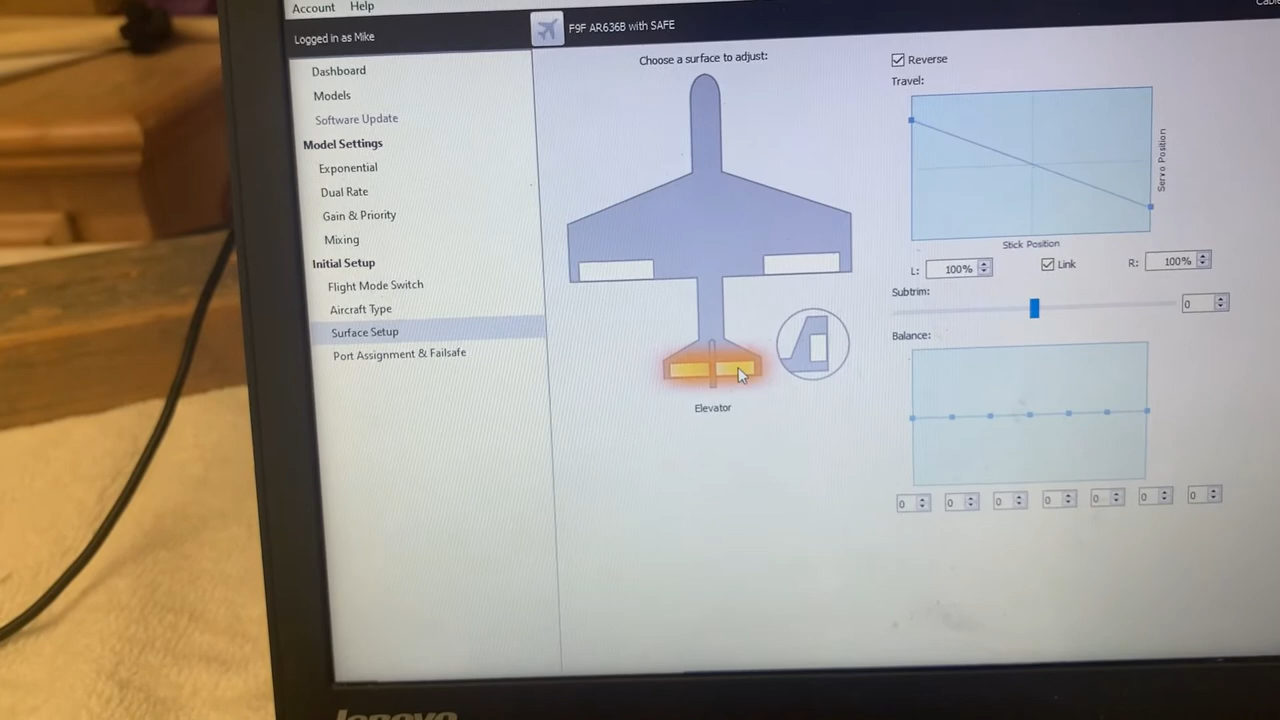 Account Help
Logged in as Mike
F9F AR636B with SAFE
Dashboard
Models
Software Update
Model Settings
Exponential
Dual Rate
Gain & Priority
Mixing
Initial Setup
Flight Mode Switch
Aircraft Type
Surface Setup
Port Assignment & Failsafe
Choose a surface to adjust:
Elevator
Reverse
Travel:
Servo Position
Stick Position
L: 100% Link R: 100%
Subtrim:
0
Balance:
0 0 0 0 0 0 0
lenovo